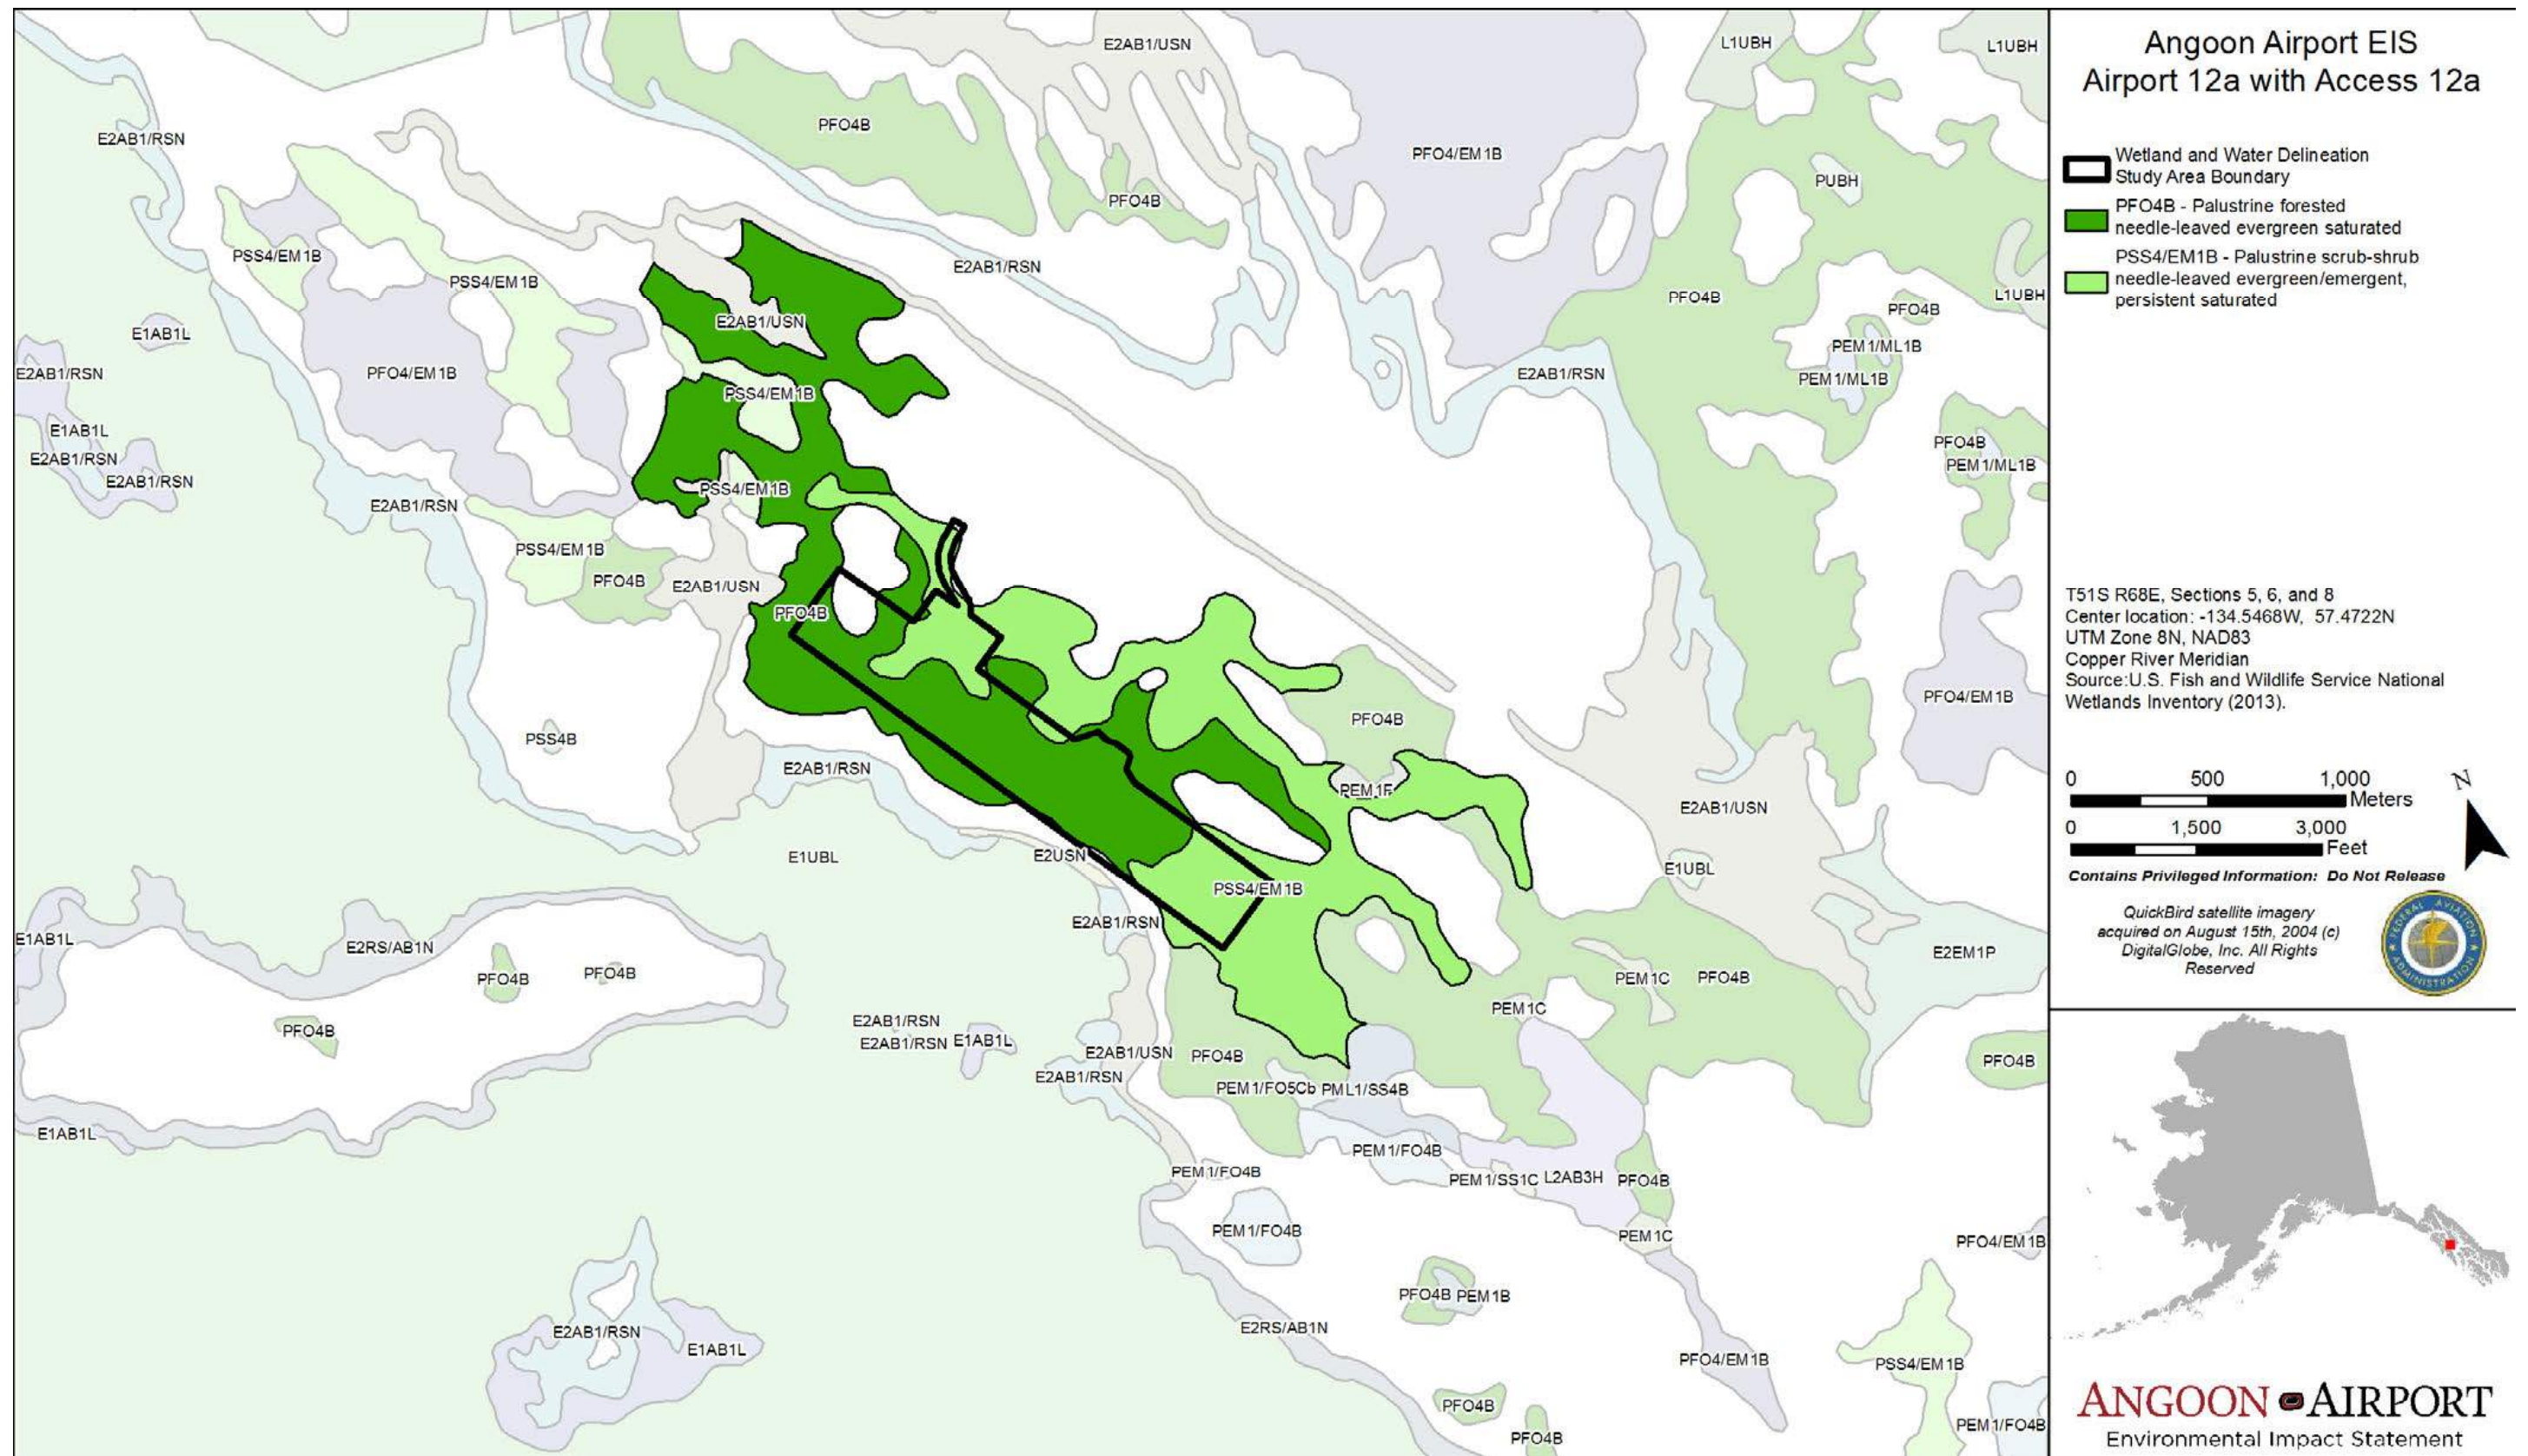 Angoon Airport EIS
Airport 12a with Access 12a
Wetland and Water Delineation
Study Area Boundary
PFO4B - Palustrine forested
needle-leaved evergreen saturated
PSS4/EM1B - Palustrine scrub-shrub
needle-leaved evergreen/emergent,
persistent saturated
T51S R68E, Sections 5, 6, and 8
Center location: -134.5468W, 57.4722N
UTM Zone 8N, NAD83
Copper River Meridian
Source:U.S. Fish and Wildlife Service National
Wetlands Inventory (2013).
0 500 1,000
Meters
0 1,500 3,000
Feet
N
Contains Privileged Information: Do Not Release
QuickBird satellite imagery
acquired on August 15th, 2004 (c)
DigitalGlobe, Inc. All Rights
Reserved
FEDERAL AVIATION
ADMINISTRATION
ANGOON AIRPORT
Environmental Impact Statement
E2AB1/USN
L1UBH
L1UBH
PFO4B
E2AB1/RSN
PFO4/EM1B
PUBH
PFO4B
PSS4/EM1B
E2AB1/RSN
PSS4/EM1B
PFO4B
L1UBH
PFO4B
E2AB1/USN
E1AB1L
PEM1/ML1B
E2AB1/RSN
PFO4/EM1B
E2AB1/RSN
PEM1/ML1B
PSS4/EM1B
E1AB1L
PFO4B
E2AB1/RSN
PEM1/ML1B
E2AB1/RSN
PSS4/EM1B
E2AB1/RSN
PSS4/EM1B
PFO4B
E2AB1/USN
PFO4B
PFO4/EM1B
PFO4B
PSS4B
E2AB1/RSN
PEM1F
E2AB1/USN
E1UBL
E2USN
E1UBL
PSS4/EM1B
E2AB1/RSN
E1AB1L
E2RS/AB1N
E2EM1P
PFO4B
PFO4B
PEM1C
PFO4B
PEM1C
E2AB1/RSN
PFO4B
E2AB1/RSN
E1AB1L
E2AB1/USN
PFO4B
PFO4B
E2AB1/RSN
PEM1/FO5Cb
PML1/SS4B
E1AB1L
PEM1/FO4B
PEM1/FO4B
PEM1/SS1C
L2AB3H
PFO4B
PEM1/FO4B
PEM1C
PFO4/EM1B
PFO4B
PEM1B
E2RS/AB1N
E2AB1/RSN
E1AB1L
PFO4/EM1B
PSS4/EM1B
PFO4B
PEM1/FO4B
PFO4B